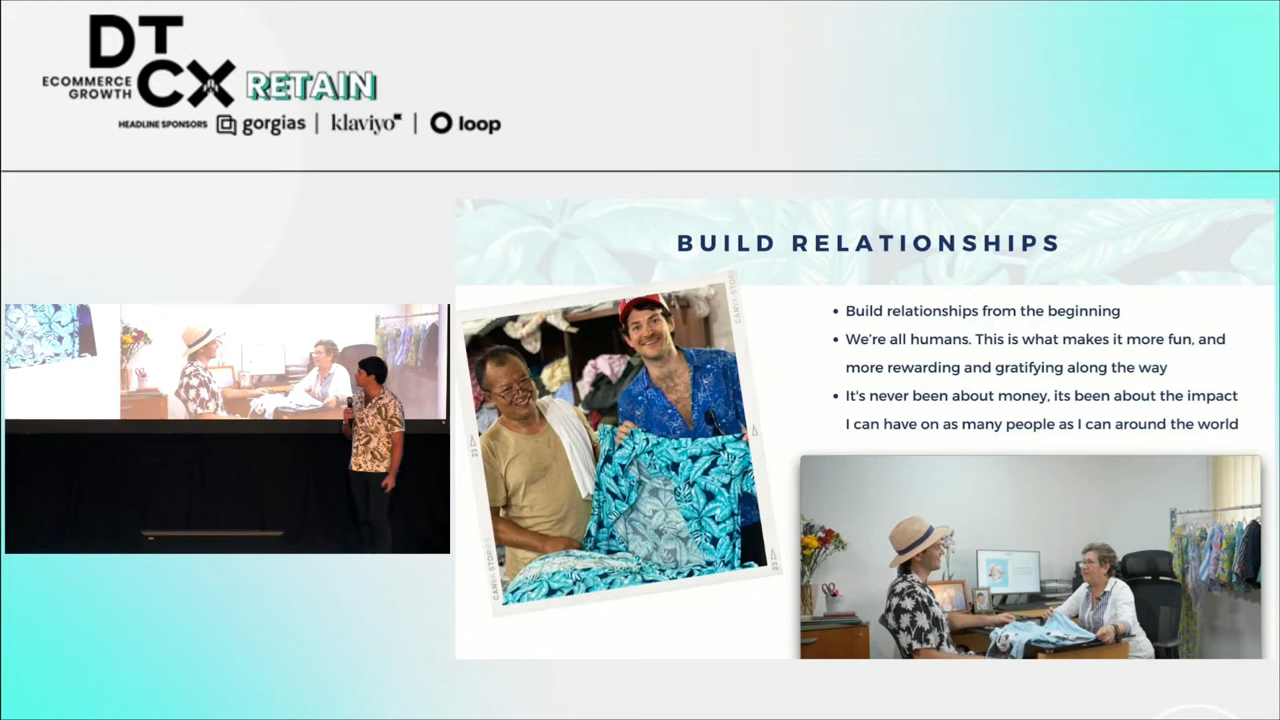 DT
ECOMMERCE
GROWTH
CX
RETAIN
HEADLINE SPONSORS
gorgias | klaviyo | loop
BUILD RELATIONSHIPS
• Build relationships from the beginning
• We're all humans. This is what makes it more fun, and
more rewarding and gratifying along the way
• It's never been about money, its been about the impact
I can have on as many people as I can around the world
23
23